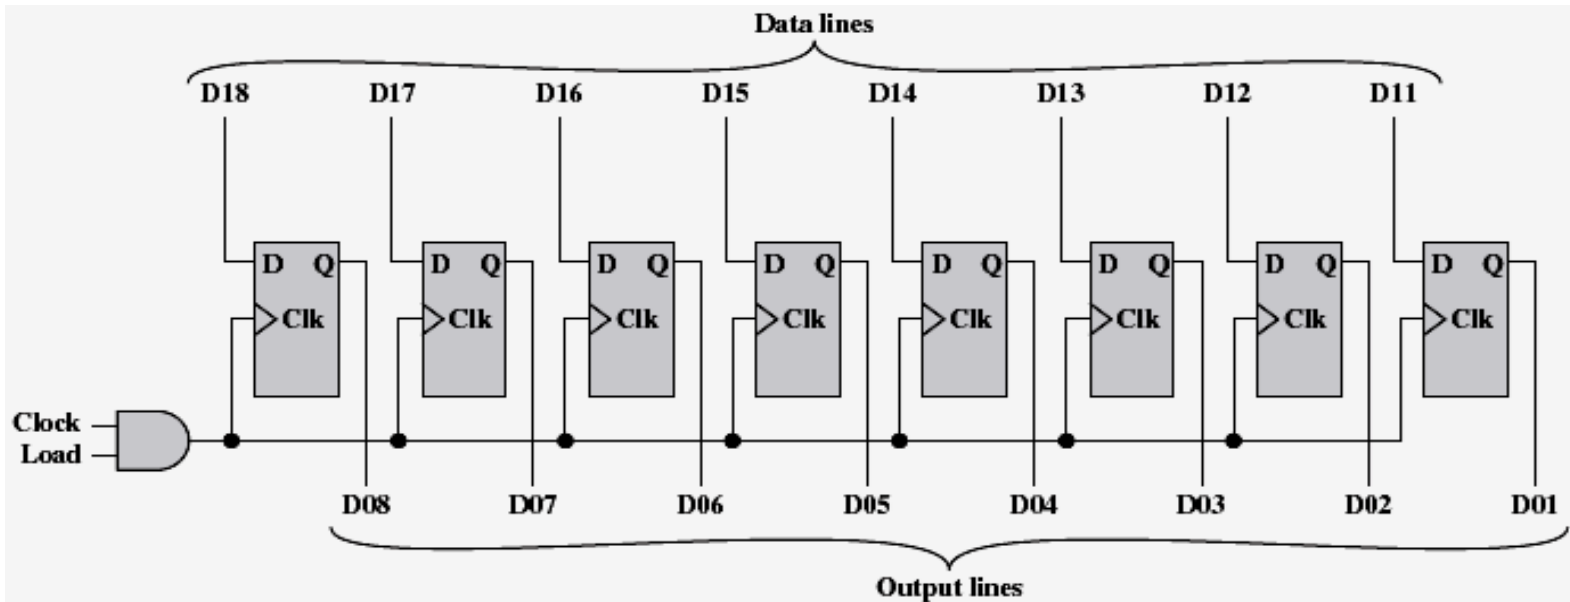 Data lines
D18 D17 D16 D15 D14 D13 D12 D11
D Q D Q D Q D Q D Q D Q D Q D Q
Clk Clk Clk Clk Clk Clk Clk Clk
Clock
Load
D08 D07 D06 D05 D04 D03 D02 D01
Output lines